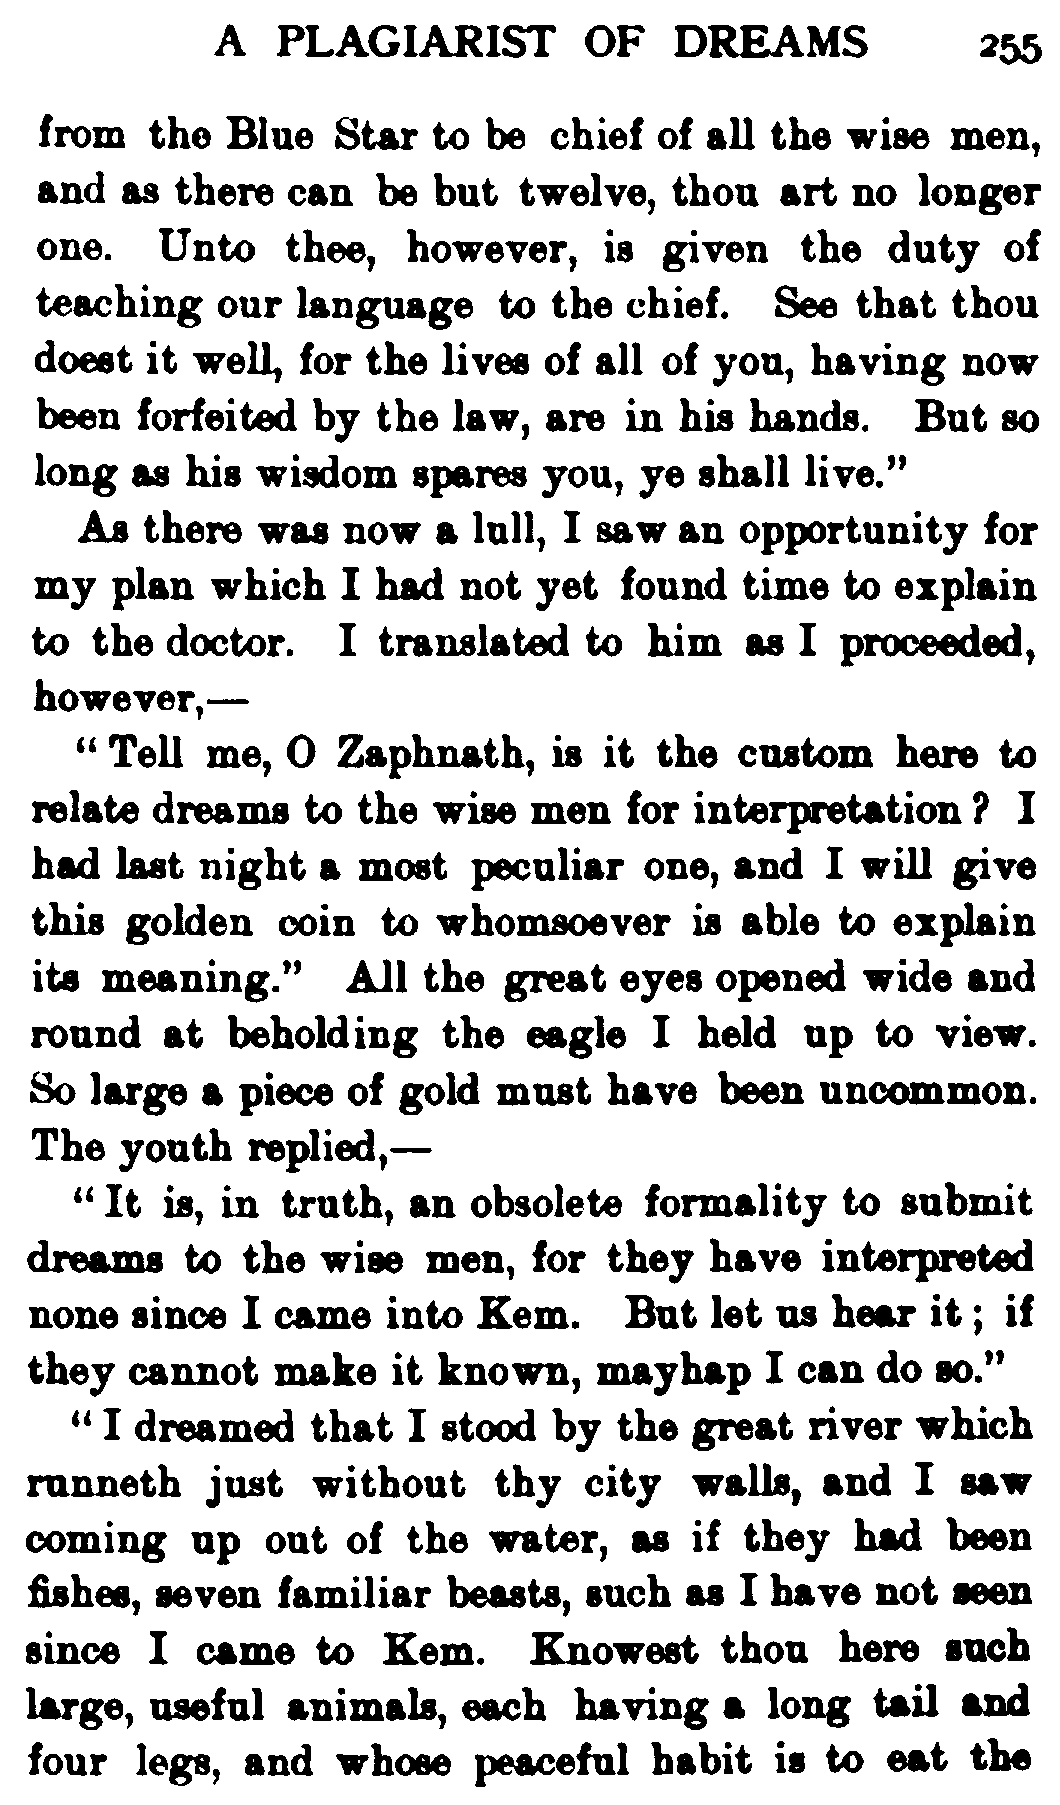 A PLAGIARIST OF DREAMS 255
from the Blue Star to be chief of all the wise men,
and as there can be but twelve, thou art no longer
one. Unto thee, however, is given the duty of
teaching our language to the chief. See that thou
doest it well, for the lives of all of you, having now
been forfeited by the law, are in his hands. But so
long as his wisdom spares you, ye shall live."
As there was now a lull, I saw an opportunity for
my plan which I had not yet found time to explain
to the doctor. I translated to him as I proceeded,
however,—
"Tell me, O Zaphnath, is it the custom here to
relate dreams to the wise men for interpretation? I
had last night a most peculiar one, and I will give
this golden coin to whomsoever is able to explain
its meaning." All the great eyes opened wide and
round at beholding the eagle I held up to view.
So large a piece of gold must have been uncommon.
The youth replied,—
"It is, in truth, an obsolete formality to submit
dreams to the wise men, for they have interpreted
none since I came into Kem. But let us hear it; if
they cannot make it known, mayhap I can do so."
"I dreamed that I stood by the great river which
runneth just without thy city walls, and I saw
coming up out of the water, as if they had been
fishes, seven familiar beasts, such as I have not seen
since I came to Kem. Knowest thou here such
large, useful animals, each having a long tail and
four legs, and whose peaceful habit is to eat the